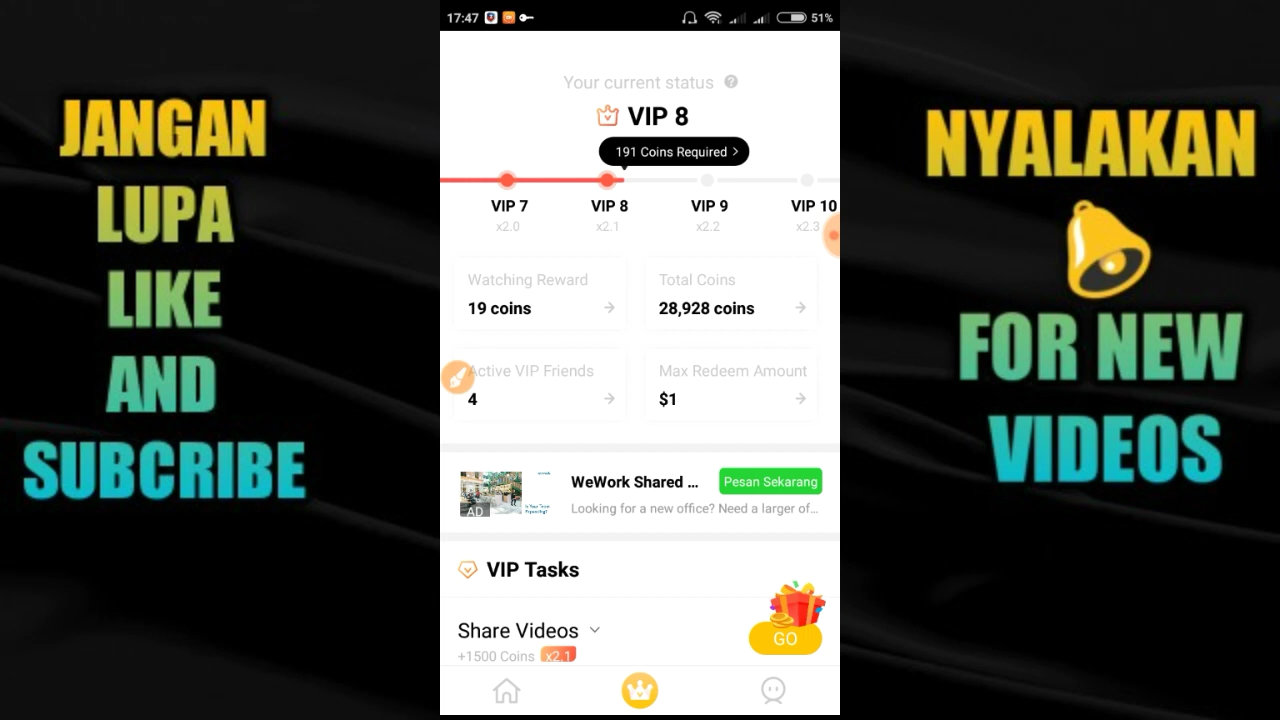 JANGAN
LUPA
LIKE
AND
SUBCRIBE
17:47
51%
Your current status ?
VIP 8
191 Coins Required >
VIP 7
VIP 8
VIP 9
VIP 10
x2.0
x2.1
x2.2
x2.3
Watching Reward
19 coins
Total Coins
28,928 coins
Active VIP Friends
4
Max Redeem Amount
$1
AD
WeWork Shared ...
Looking for a new office? Need a larger of...
Pesan Sekarang
VIP Tasks
Share Videos
+1500 Coins x2.1
GO
NYALAKAN
FOR NEW
VIDEOS